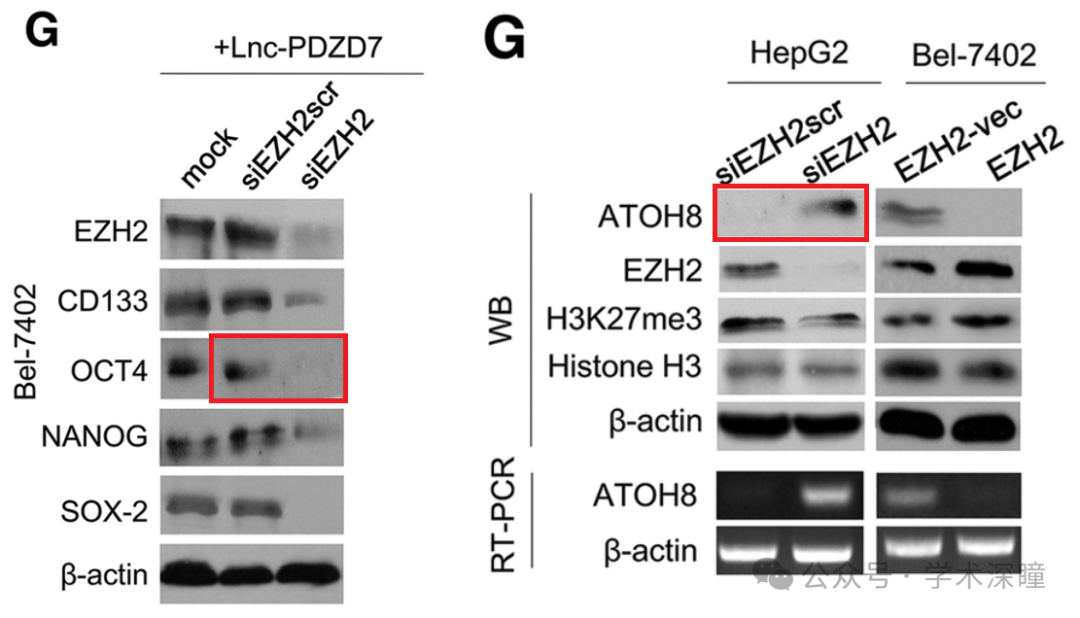 G
+Lnc-PDZD7
mock
siEZH2scr
siEZH2
Bel-7402
EZH2
CD133
OCT4
NANOG
SOX-2
β-actin
G
HepG2
Bel-7402
siEZH2scr
siEZH2
EZH2-vec
EZH2
WB
ATOH8
EZH2
H3K27me3
Histone H3
β-actin
RT-PCR
ATOH8
β-actin
公众号 · 学术深瞳